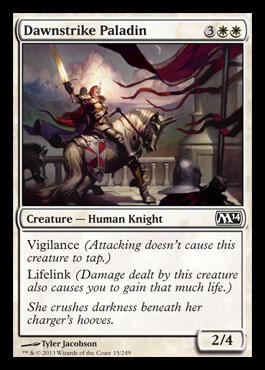 Dawnstrike Paladin 3
Creature — Human Knight M14
Vigilance (Attacking doesn't cause this
creature to tap.)
Lifelink (Damage dealt by this creature
also causes you to gain that much life.)
She crushes darkness beneath her
charger's hooves.
2/4
Tyler Jacobson
™ & © 2013 Wizards of the Coast 15/249